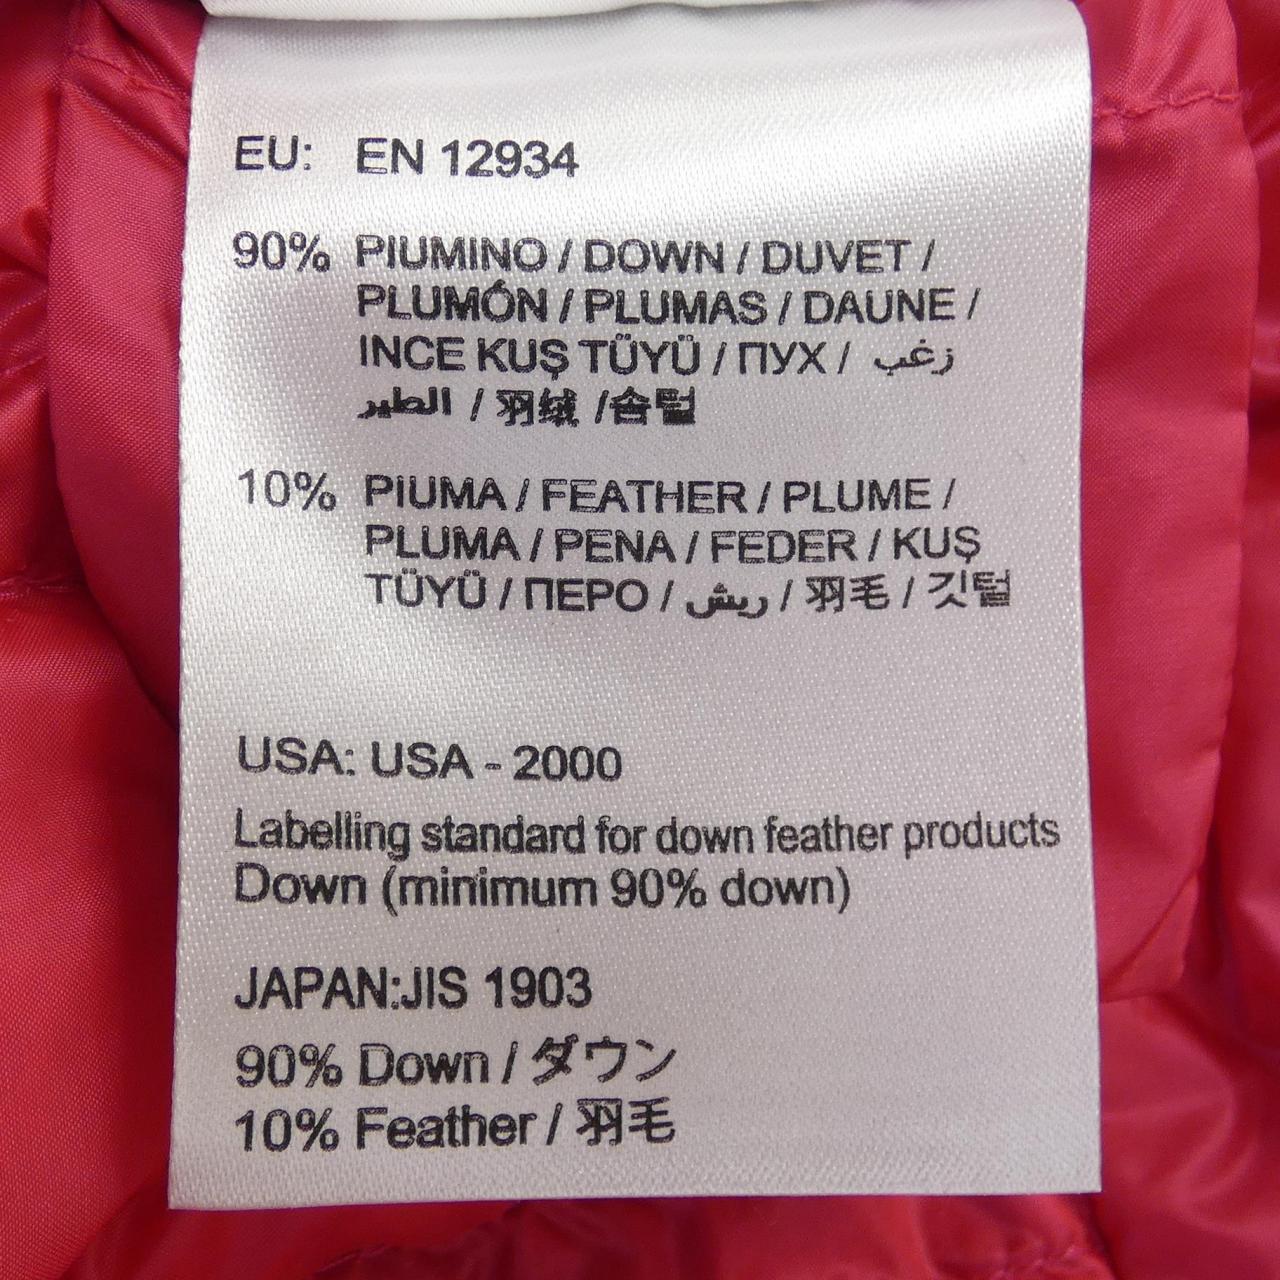 EU: EN 12934
90% PIUMINO / DOWN / DUVET /
PLUMÓN / PLUMAS / DAUNE /
INCE KUŞ TÜYÜ / ПУХ / زغب
الطير / 羽绒 /솜털
10% PIUMA / FEATHER / PLUME /
PLUMA / PENA / FEDER / KUŞ
TÜYÜ / ПЕРО / ريش / 羽毛 / 깃털
USA: USA - 2000
Labelling standard for down feather products
Down (minimum 90% down)
JAPAN:JIS 1903
90% Down / ダウン
10% Feather / 羽毛